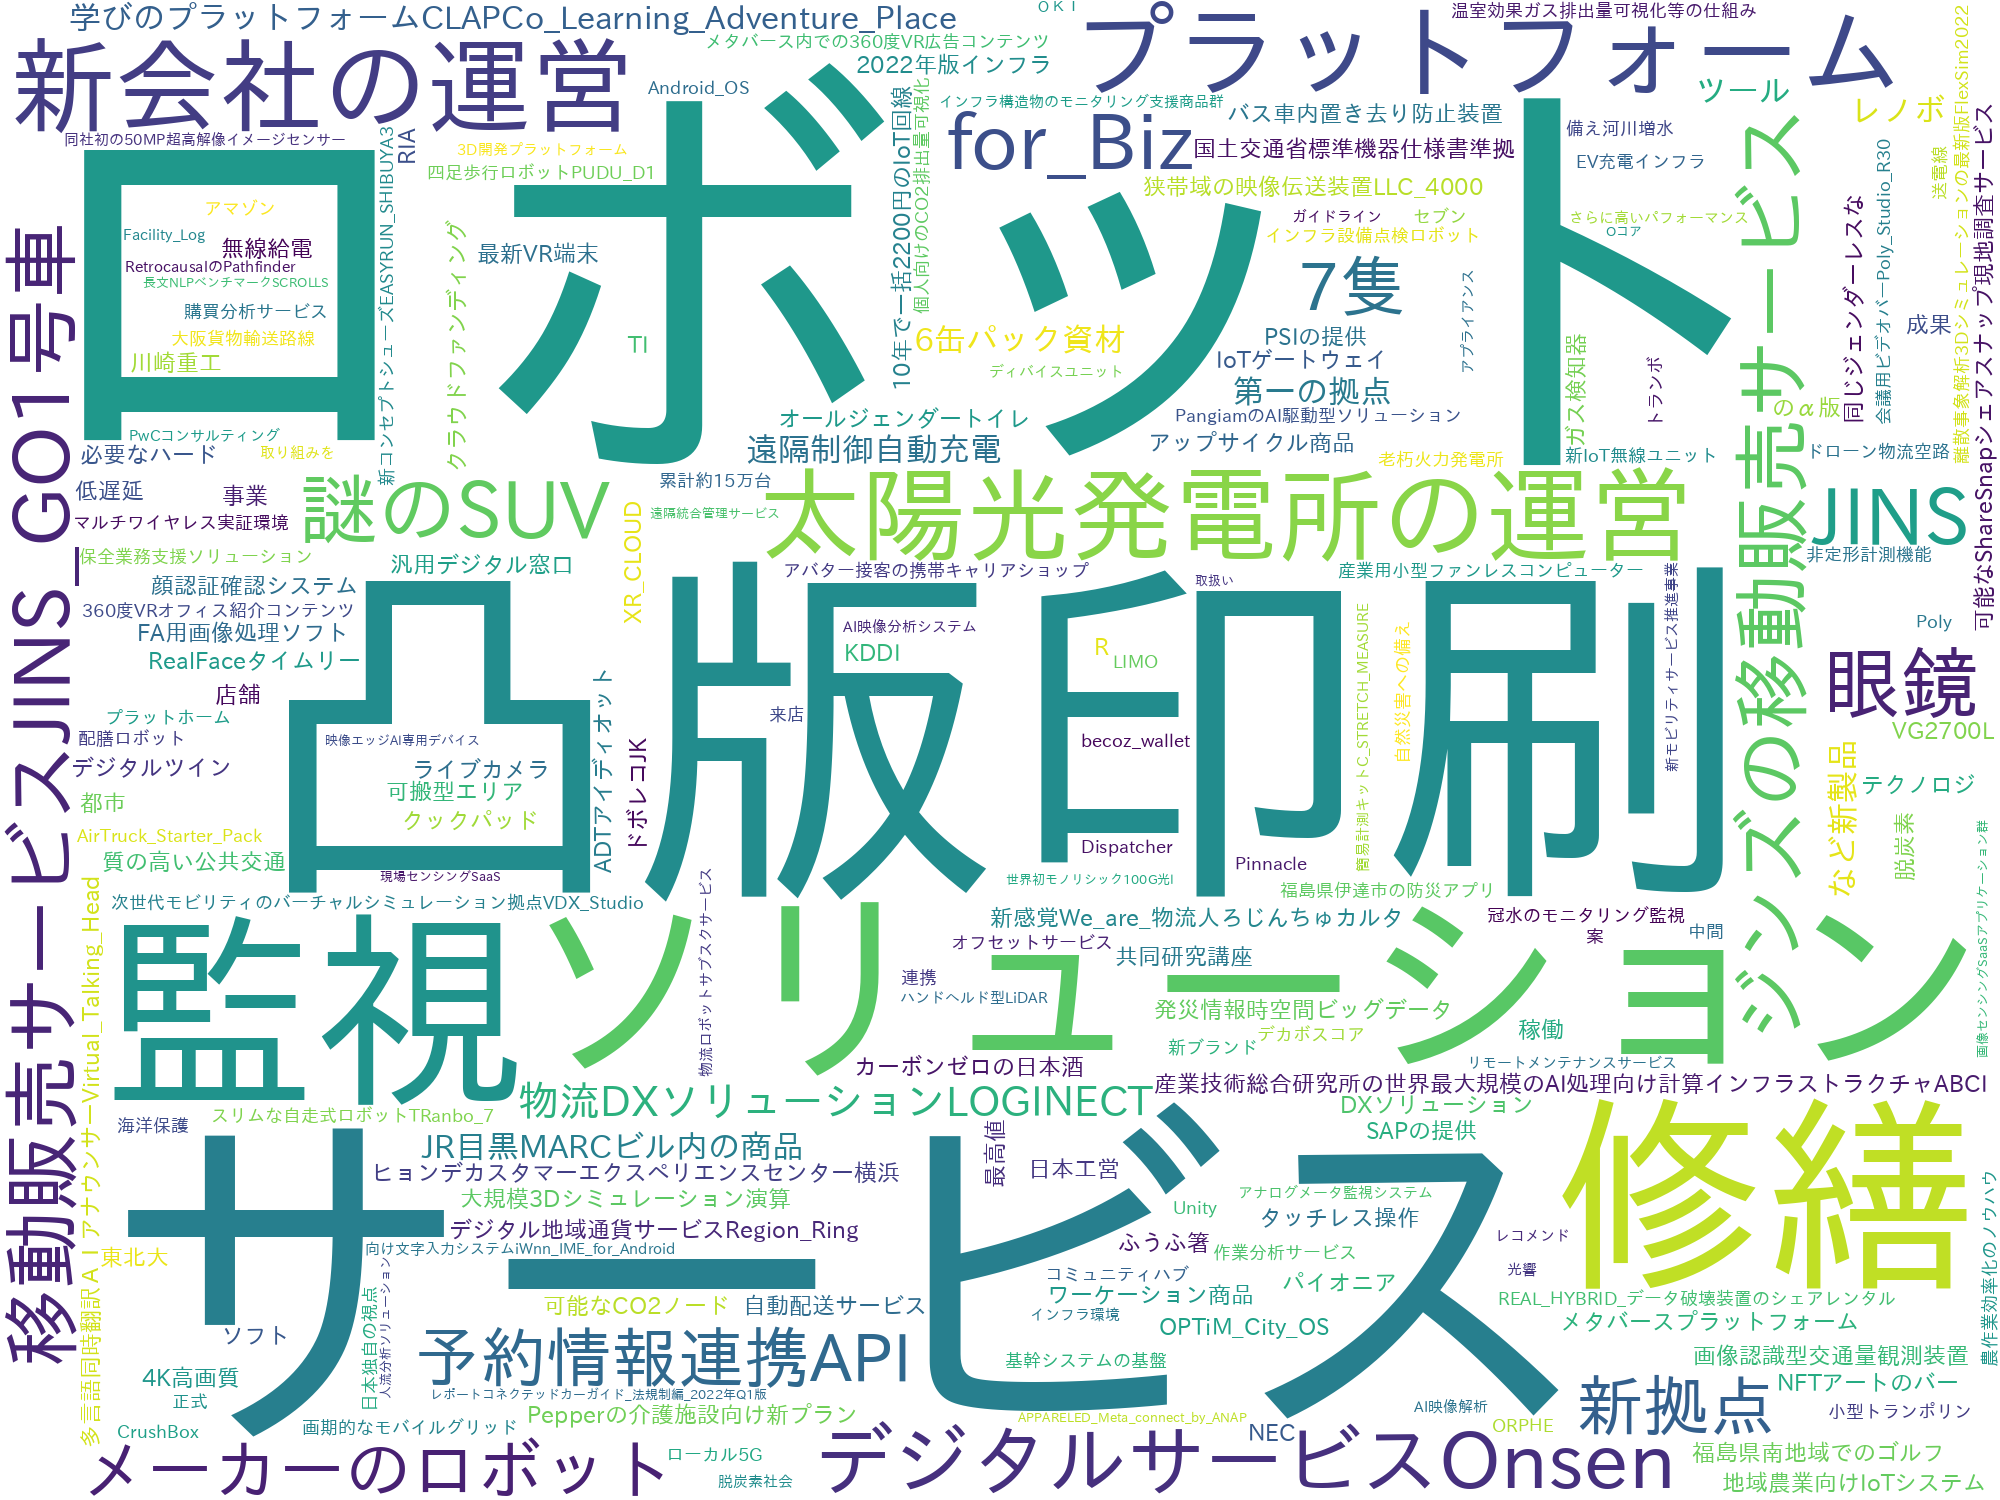 学びのプラットフォームCLAPCo_Learning_Adventure_Place
OKI
プラットフォーム
温室効果ガス排出量可視化等の仕組み
新会社の運営
メタバース内での360度VR広告コンテンツ
2022年版インフラ
Android_OS
ツール
レノボ
インフラ構造物のモニタリング支援商品群
バス車内置き去り防止装置
備え河川増水
同社初の50MP超高解像イメージセンサー
RIA
3D開発プラットフォーム
四足歩行ロボットPUDU_D1
for_Biz
国土交通省標準機器仕様書準拠
EV充電インフラ
狭帯域の映像伝送装置LLC_4000
ロボット
アマゾン
Facility_Log
無線給電
RetrocausalのPathfinder
長文NLPベンチマークSCROLLS
購買分析サービス
大阪貨物輸送路線
川崎重工
新コンセプトシューズEASYRUN_SHIBUYA3
クラウドファンディング
最新VR端末
TI
10年で一括2200円のIoT回線
個人向けのCO2排出量可視化
ガイドライン
セブン
インフラ設備点検ロボット
さらに高いパフォーマンス
Oコア
7隻
6缶パック資材
PSIの提供
IoTゲートウェイ
アプライアンス
ディバイスユニット
第一の拠点
ガス検知器
トランボ
オールジェンダートイレ
PangiamのAI駆動型ソリューション
遠隔制御自動充電
アップサイクル商品
老朽火力発電所
新IoT無線ユニット
ジンズの移動販売サービス
同じジェンダーレスな
会議用ビデオバーPoly_Studio_R30
送電線
離散事象解析3Dシミュレーションの最新版FlexSim2022
可能なShareSnapシェアスナップ現地調査サービス
成果
のα版
ドローン物流空路
PwCコンサルティング
必要なハード
取り組みを
低遅延
事業
マルチワイヤレス実証環境
謎のSUV
累計約15万台
遠隔統合管理サービス
太陽光発電所の運営
JINS
非定形計測機能
移動販売サービスJINS_GO1号車
保全業務支援ソリューション
汎用デジタル窓口
XR_CLOUD
アバター接客の携帯キャリアショップ
取扱い
産業用小型ファンレスコンピューター
顔認証確認システム
360度VRオフィス紹介コンテンツ
FA用画像処理ソフト
RealFaceタイムリー
凸版印刷
AI映像分析システム
KDDI
R
LIMO
簡易計測キットC_STRETCH_MEASURE
自然災害への備え
新モビリティサービス推進事業
Poly
眼鏡
VG2700L
店舗
プラットホーム
配膳ロボット
映像エッジAI専用デバイス
デジタルツイン
ライブカメラ
可搬型エリア
クックパッド
ADTアイディオット
ドボレコJK
来店
becoz_wallet
など新製品
テクノロジ
都市
AirTruck_Starter_Pack
質の高い公共交通
Dispatcher
Pinnacle
脱炭素
画像センシングSaaSアプリケーション群
現場センシングSaaS
世界初モノリシック100G光I
福島県伊達市の防災アプリ
次世代モビリティのバーチャルシミュレーション拠点VDX_Studio
新感覚We_are_物流人ろじんちゅカルタ
冠水のモニタリング監視
案
中間
監視
ソリューション
物流ロボットサブスクサービス
オフセットサービス
共同研究講座
連携
ハンドヘルド型LiDAR
発災情報時空間ビッグデータ
デカボスコア
稼働
新ブランド
カーボンゼロの日本酒
リモートメンテナンスサービス
産業技術総合研究所の世界最大規模のAI処理向け計算インフラストラクチャABCI
物流DXソリューションLOGINECT
多言語同時翻訳AIアナウンサーVirtual_Talking_Head
スリムな自走式ロボットTRanbo_7
海洋保護
DXソリューション
SAPの提供
修繕
サービス
JR目黒MARCビル内の商品
最高値
日本工営
ヒョンデカスタマーエクスペリエンスセンター横浜
大規模3Dシミュレーション演算
デジタル地域通貨サービスRegion_Ring
向け文字入力システムiWnn_IME_for_Android
アナログメータ監視システム
Unity
タッチレス操作
ふうふ箸
作業分析サービス
レコメンド
光響
東北大
コミュニティハブ
パイオニア
ワーケーション商品
インフラ環境
可能なCO2ノード
自動配送サービス
REAL_HYBRID_データ破壊装置のシェアレンタル
メタバースプラットフォーム
農作業効率化のノウハウ
OPTiM_City_OS
ソフト
日本独自の視点
人流分析ソリューション
予約情報連携API
基幹システムの基盤
画像認識型交通量観測装置
4K高画質
正式
レポートコネクテッドカーガイド_法規制編_2022年Q1版
新拠点
NFTアートのバー
小型トランポリン
AI映像解析
Pepperの介護施設向け新プラン
APPARELED_Meta_connect_by_ANAP
CrushBox
画期的なモバイルグリッド
NEC
ORPHE
メーカーのロボット
ローカル5G
脱炭素社会
デジタルサービスOnsen
福島県南地域でのゴルフ
地域農業向けIoTシステム